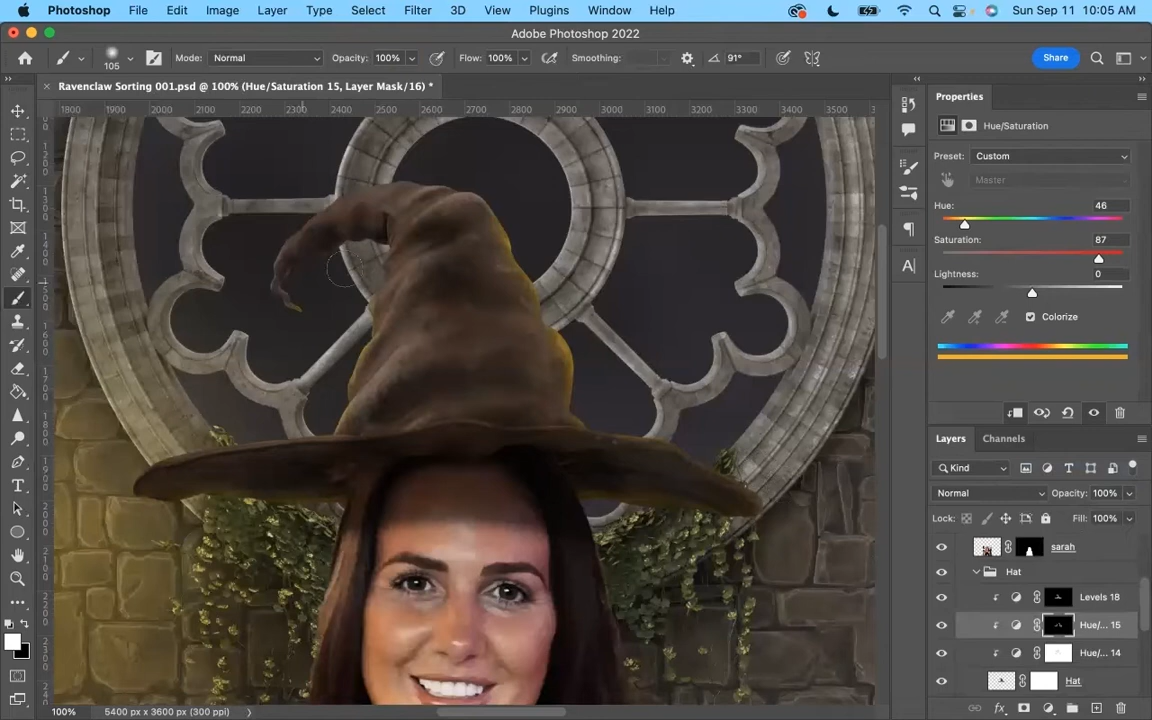 Photoshop File Edit Image Layer Type Select Filter 3D View Plugins Window Help Sun Sep 11 10:05 AM
Adobe Photoshop 2022
105 Mode: Normal Opacity: 100% Flow: 100% Smoothing: 91° Share
Ravenclaw Sorting 001.psd @ 100% (Hue/Saturation 15, Layer Mask/16) *
1800 1900 2000 2100 2200 2300 2400 2500 2600 2700 2800 2900 3000 3100 3200 3300 3400
Properties
Hue/Saturation
Preset: Custom
Master
Hue: 46
Saturation: 87
Lightness: 0
Colorize
Layers Channels
Kind
Normal Opacity: 100%
Lock: Fill: 100%
sarah
Hat
Levels 18
Hue/... 15
Hue/... 14
Hat
100% 5400 px x 3600 px (300 ppi)